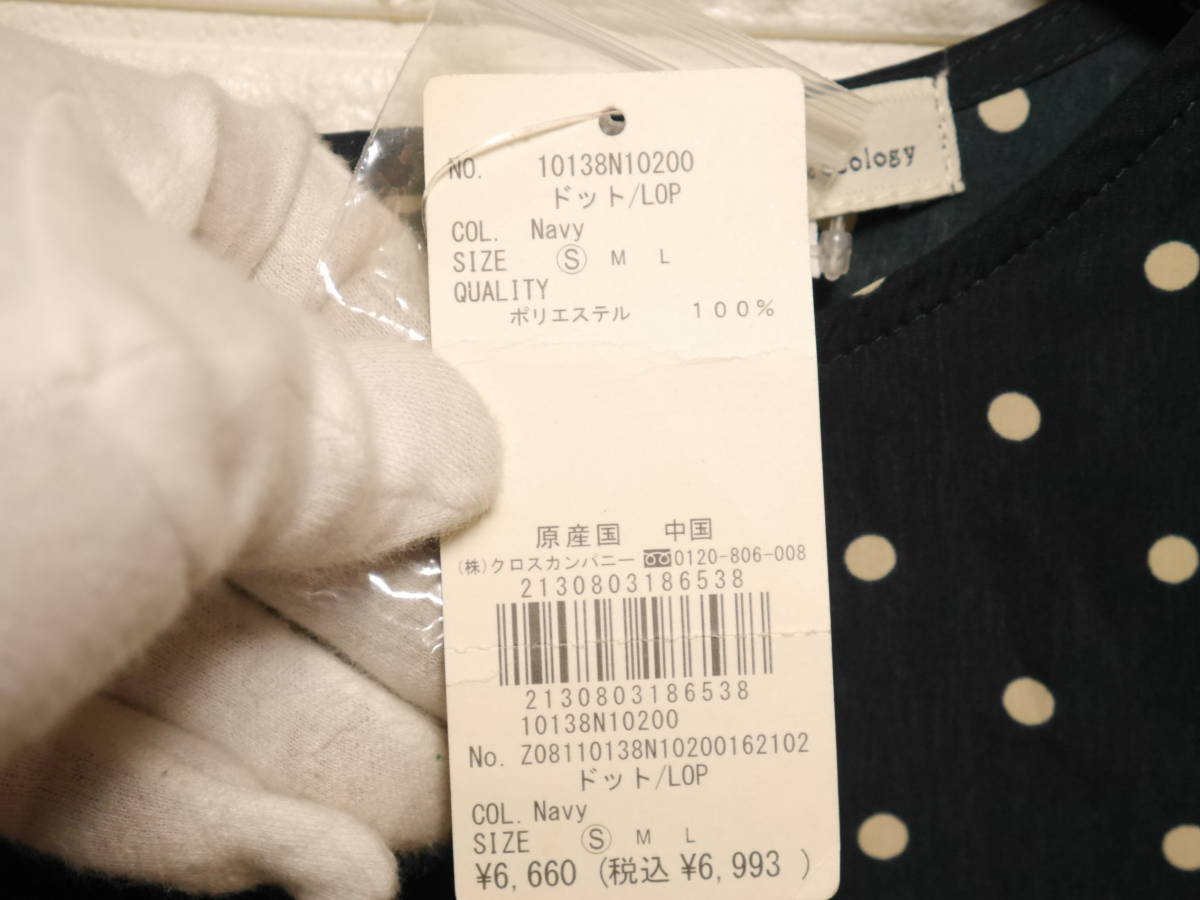 NO. 10138N10200
ドット/LOP
COL. Navy
SIZE Ⓢ M L
QUALITY
ポリエステル 100%
原産国 中国
(株)クロスカンパニー 0120-806-008
2130803186538
2130803186538
10138N10200
No. Z08110138N10200162102
ドット/LOP
COL. Navy
SIZE Ⓢ M L
¥6,660 (税込 ¥6,993 )